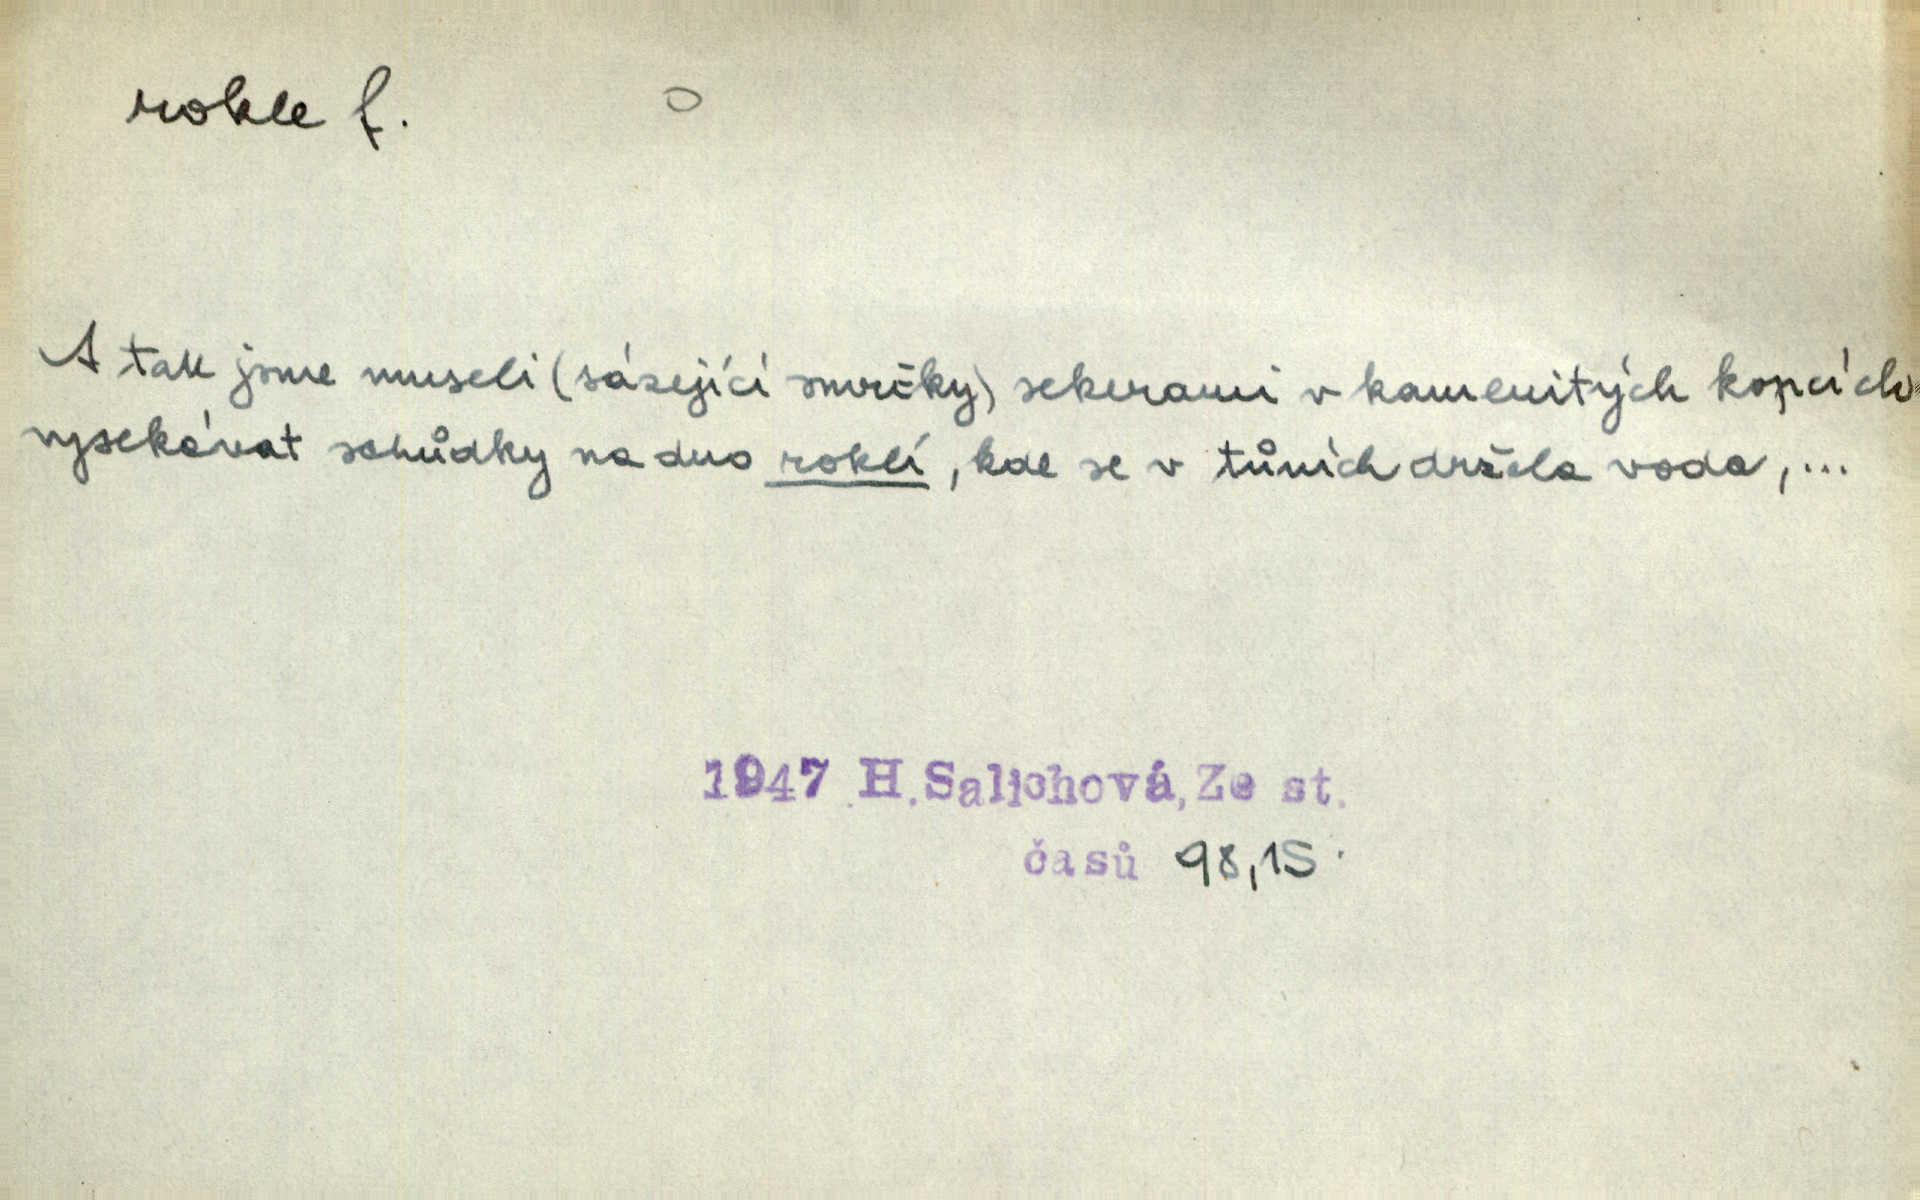 rokle f.
A tak jsme museli (sázející smrčky) sekerami v kamenitých kopcích
vysekávat schůdky na dno roklí, kde se v tůních držela voda, ...
1947 H. Salichová, Ze st.
časů 98,15